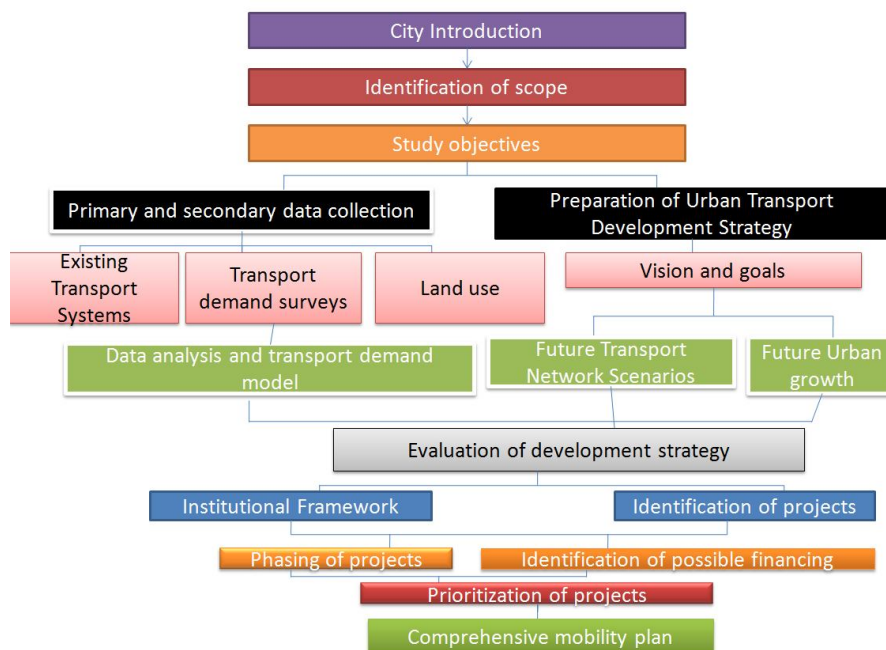 City Introduction
Identification of scope
Study objectives
Primary and secondary data collection
Preparation of Urban Transport
Development Strategy
Existing
Transport
Systems
Transport
demand surveys
Land use
Vision and goals
Data analysis and transport demand
model
Future Transport
Network Scenarios
Future Urban
growth
Evaluation of development strategy
Institutional Framework
Identification of projects
Phasing of projects
Identification of possible financing
Prioritization of projects
Comprehensive mobility plan